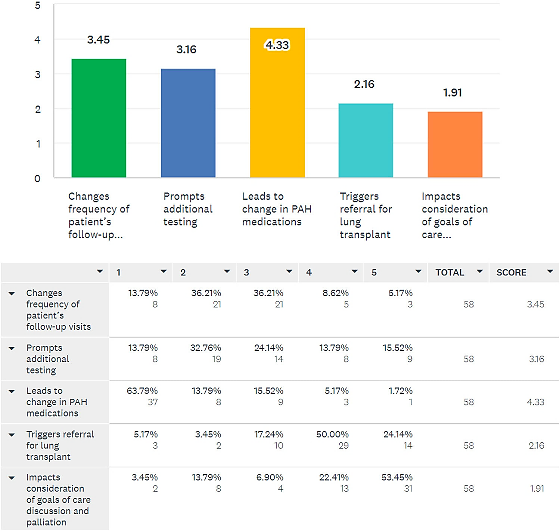 5
4
3
2
1
0
3.45
3.16
4.33
2.16
1.91
Changes
frequency of
patient's
follow-up...
Prompts
additional
testing
Leads to
change in PAH
medications
Triggers
referral for
lung
transplant
Impacts
consideration
of goals of
care...
1 2 3 4 5 TOTAL SCORE
Changes
frequency of
patient's
follow-up visits
13.79% 36.21% 36.21% 8.62% 5.17%
8 21 21 5 3 58 3.45
Prompts
additional
testing
13.79% 32.76% 24.14% 13.79% 15.52%
8 19 14 8 9 58 3.16
Leads to
change in PAH
medications
63.79% 13.79% 15.52% 5.17% 1.72%
37 8 9 3 1 58 4.33
Triggers referral
for lung
transplant
5.17% 3.45% 17.24% 50.00% 24.14%
3 2 10 29 14 58 2.16
Impacts
consideration
of goals of care
discussion and
palliation
3.45% 13.79% 6.90% 22.41% 53.45%
2 8 4 13 31 58 1.91